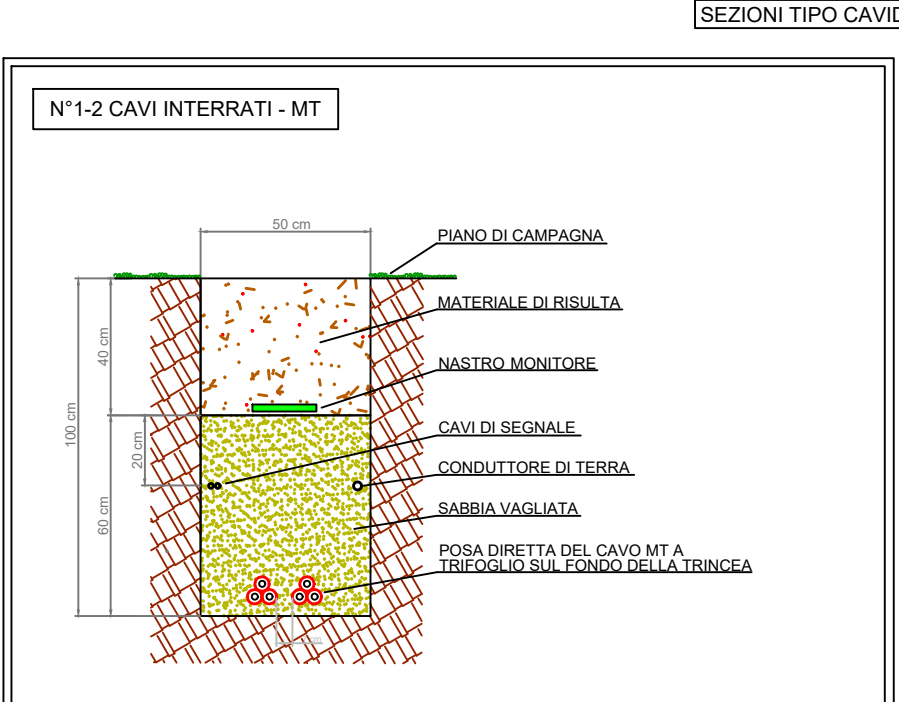 SEZIONI TIPO CAVID
N°1-2 CAVI INTERRATI - MT
50 cm
PIANO DI CAMPAGNA
MATERIALE DI RISULTA
40 cm
NASTRO MONITORE
100 cm
CAVI DI SEGNALE
20 cm
CONDUTTORE DI TERRA
60 cm
SABBIA VAGLIATA
POSA DIRETTA DEL CAVO MT A
TRIFOGLIO SUL FONDO DELLA TRINCEA
cm